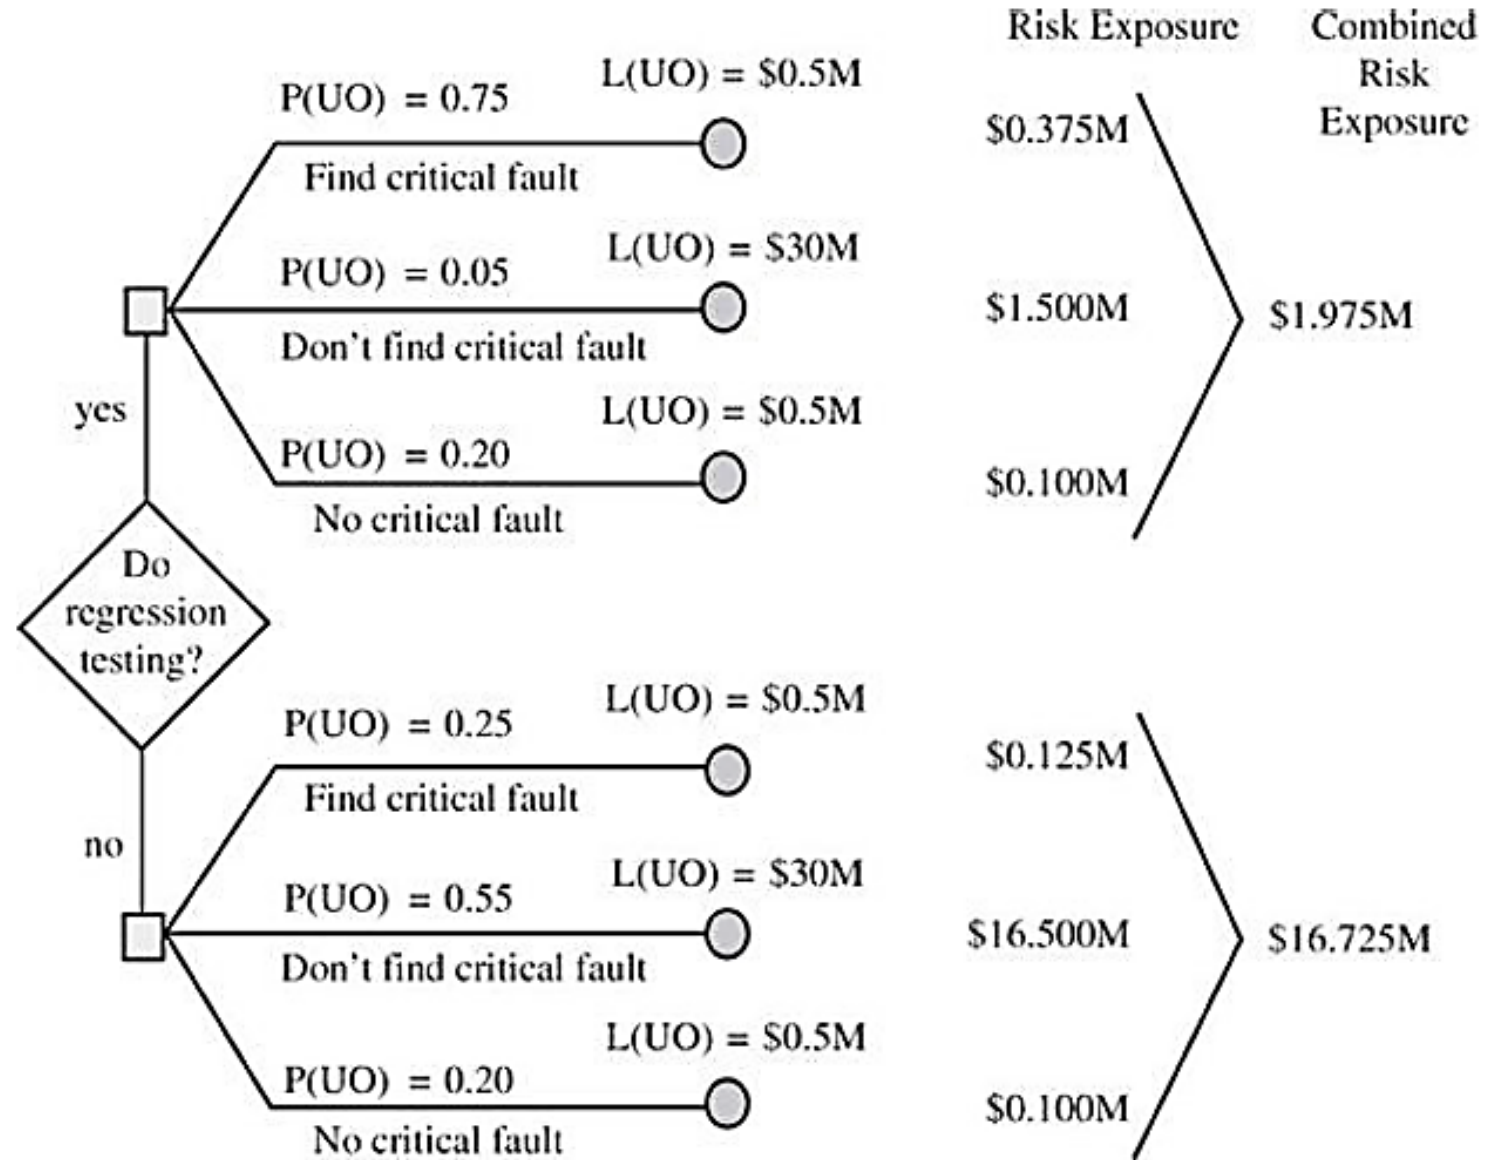 Risk Exposure
Combined
Risk
Exposure
P(UO) = 0.75
L(UO) = $0.5M
Find critical fault
$0.375M
P(UO) = 0.05
L(UO) = $30M
Don't find critical fault
$1.500M
$1.975M
yes
P(UO) = 0.20
L(UO) = $0.5M
No critical fault
$0.100M
Do
regression
testing?
no
P(UO) = 0.25
L(UO) = $0.5M
Find critical fault
$0.125M
P(UO) = 0.55
L(UO) = $30M
Don't find critical fault
$16.500M
$16.725M
P(UO) = 0.20
L(UO) = $0.5M
No critical fault
$0.100M